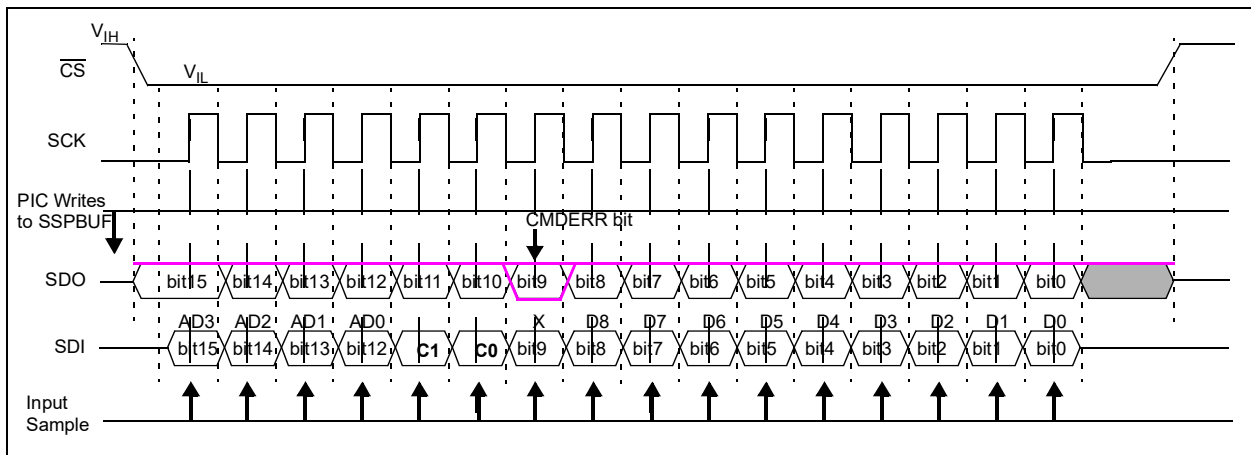 VIH
CS
VIL
SCK
PIC Writes
to SSPBUF
CMDERR bit
SDO
bit15 bit14 bit13 bit12 bit11 bit10 bit9 bit8 bit7 bit6 bit5 bit4 bit3 bit2 bit1 bit0
AD3 AD2 AD1 AD0 X D8 D7 D6 D5 D4 D3 D2 D1 D0
SDI
bit15 bit14 bit13 bit12 C1 C0 bit9 bit8 bit7 bit6 bit5 bit4 bit3 bit2 bit1 bit0
Input
Sample